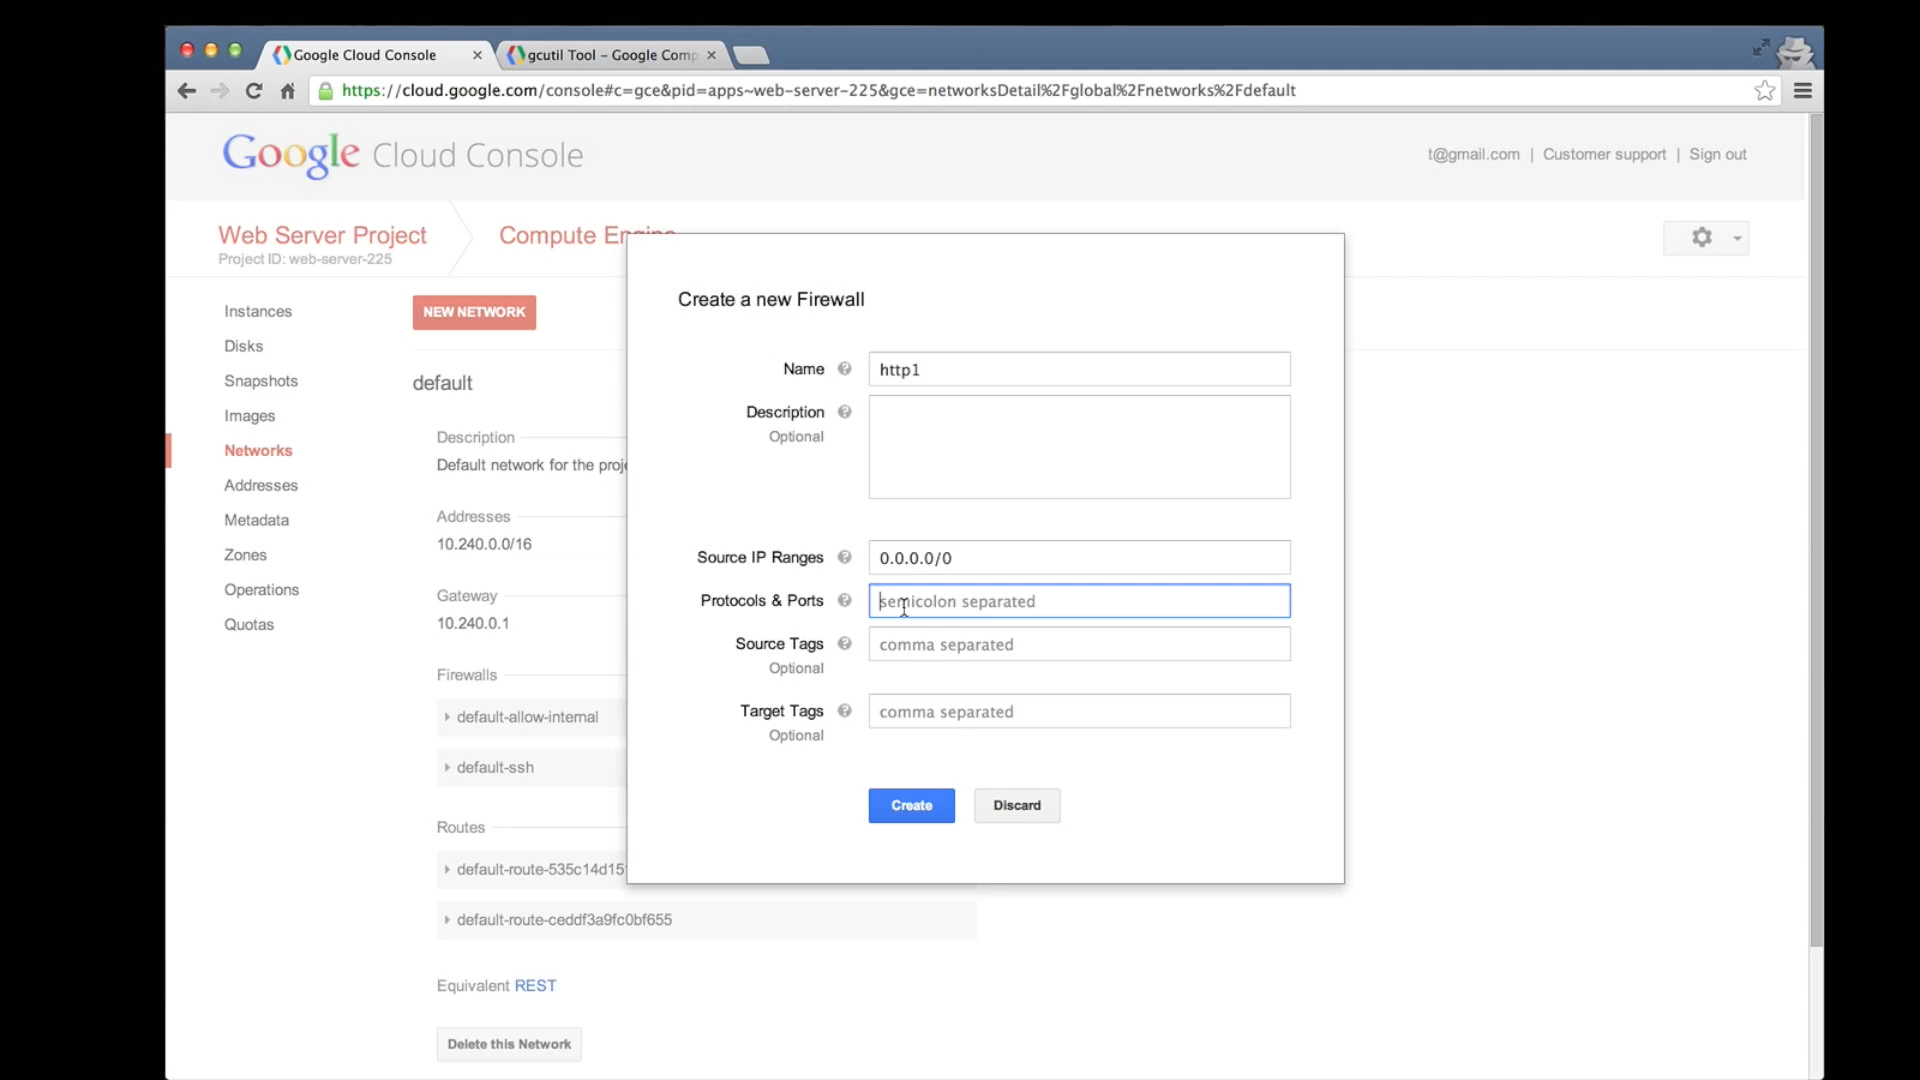 Google Cloud Console
gcutil Tool – Google Comp
https://cloud.google.com/console#c=gce&pid=apps~web-server-225&gce=networksDetail%2Fglobal%2Fnetworks%2Fdefault
Google Cloud Console
t@gmail.com | Customer support | Sign out
Web Server Project
Compute Engine
Project ID: web-server-225
Instances
Disks
Snapshots
Images
Networks
Addresses
Metadata
Zones
Operations
Quotas
NEW NETWORK
default
Description
Default network for the proje
Addresses
10.240.0.0/16
Gateway
10.240.0.1
Firewalls
default-allow-internal
default-ssh
Routes
default-route-535c14d15
default-route-ceddf3a9fc0bf655
Equivalent REST
Delete this Network
Create a new Firewall
Name
http1
Description
Optional
Source IP Ranges
0.0.0.0/0
Protocols & Ports
semicolon separated
Source Tags
comma separated
Optional
Target Tags
comma separated
Optional
Create
Discard